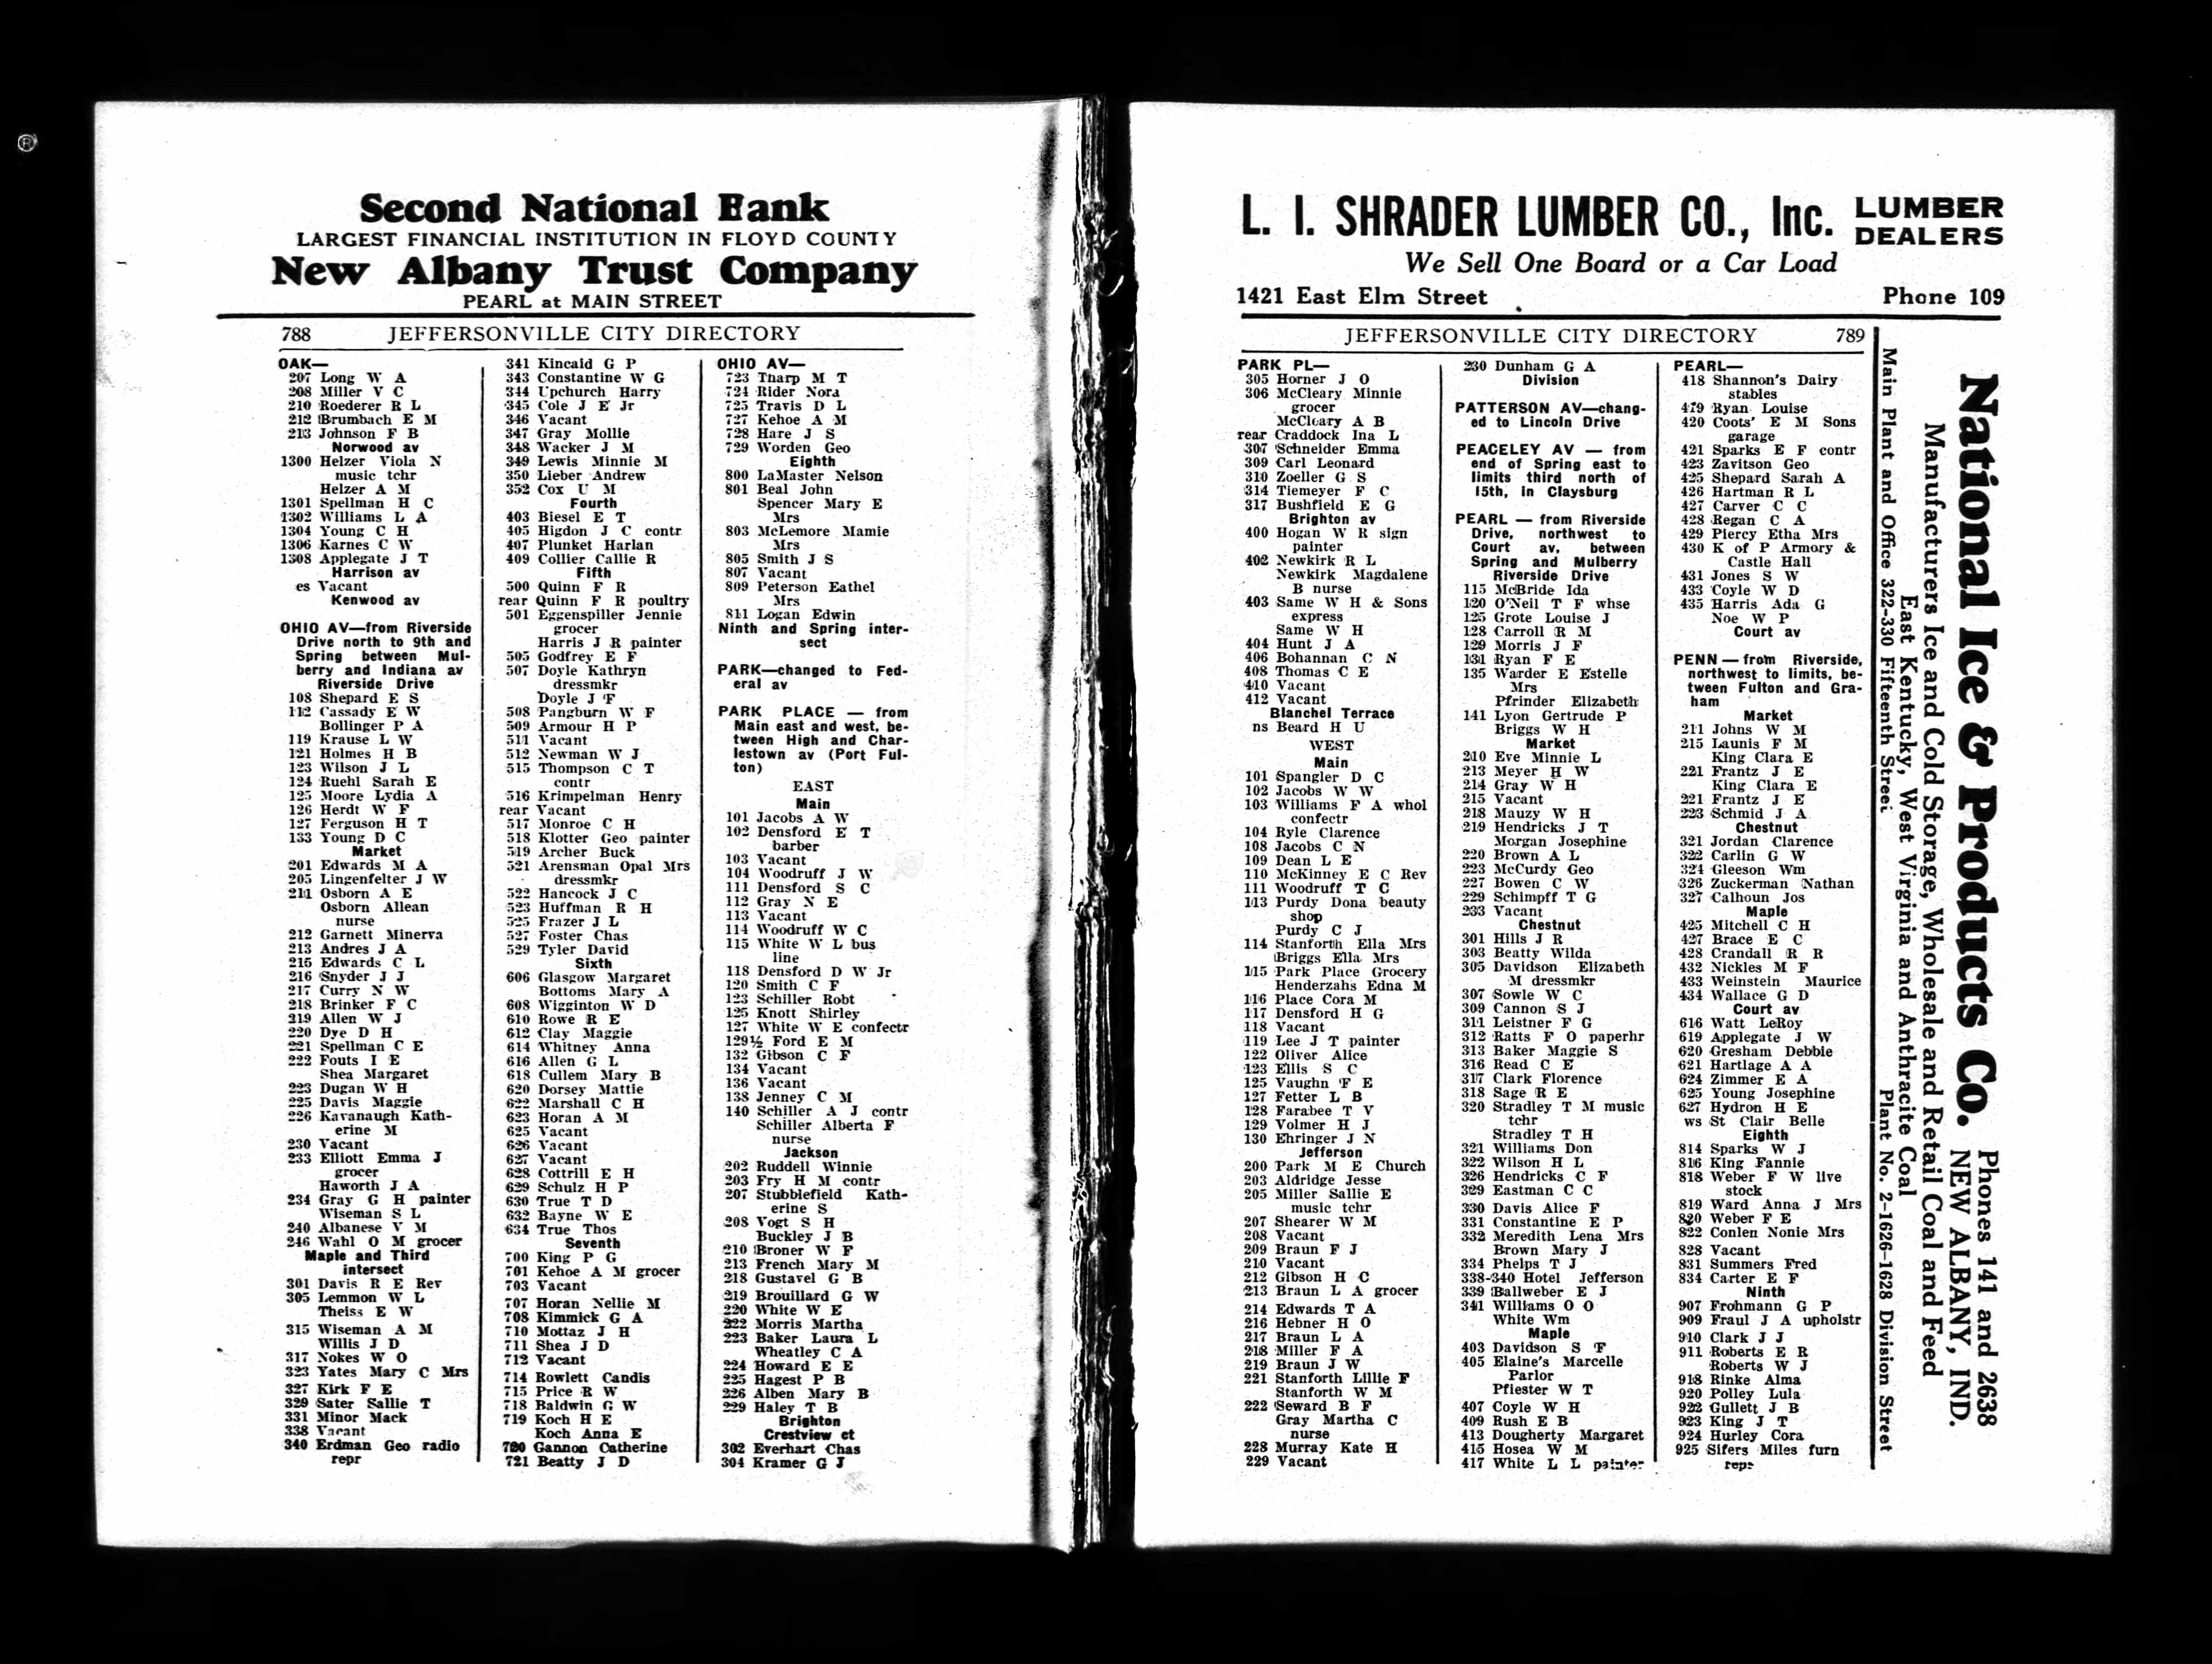 Second National Bank
LARGEST FINANCIAL INSTITUTION IN FLOYD COUNTY
New Albany Trust Company
PEARL at MAIN STREET
788 JEFFERSONVILLE CITY DIRECTORY
OAK—
207 Long W A
208 Miller V C
210 Roederer R L
212 Brumbach E M
213 Johnson F B
Norwood av
1300 Helzer Viola N
music tchr
Helzer A M
1301 Spellman H C
1302 Williams L A
1304 Young C H
1306 Karnes C W
1308 Applegate J T
Harrison av
es Vacant
Kenwood av
OHIO AV—from Riverside
Drive north to 9th and
Spring between Mul-
berry and Indiana av
Riverside Drive
108 Shepard E S
112 Cassady E W
Bollinger P A
119 Krause L W
121 Holmes H B
123 Wilson J L
124 Ruehl Sarah E
125 Moore Lydia A
126 Herdt W F
127 Ferguson H T
133 Young D C
Market
201 Edwards M A
205 Lingenfelter J W
211 Osborn A E
Osborn Allean
nurse
212 Garnett Minerva
213 Andres J A
215 Edwards C L
216 Snyder J J
217 Curry N W
218 Brinker F C
219 Allen W J
220 Dye D H
221 Spellman C E
222 Fouts I E
Shea Margaret
223 Dugan W H
225 Davis Maggie
226 Kavanaugh Kath-
erine M
230 Vacant
233 Elliott Emma J
grocer
Haworth J A
234 Gray G H painter
Wiseman S L
240 Albanese V M
246 Wahl O M grocer
Maple and Third
intersect
301 Davis R E Rev
305 Lemmon W L
Theiss E W
315 Wiseman A M
Willis J D
317 Nokes W O
323 Yates Mary C Mrs
327 Kirk F E
329 Sater Sallie T
331 Minor Mack
338 Vacant
340 Erdman Geo radio
repr
341 Kincaid G P
343 Constantine W G
344 Upchurch Harry
345 Cole J E Jr
346 Vacant
347 Gray Mollie
348 Wacker J M
349 Lewis Minnie M
350 Lieber Andrew
352 Cox U M
Fourth
403 Biesel E T
405 Higdon J C contr
407 Plunket Harlan
409 Collier Callie R
Fifth
500 Quinn F R
rear Quinn F R poultry
501 Eggenspiller Jennie
grocer
Harris J R painter
505 Godfrey E F
507 Doyle Kathryn
dressmkr
Doyle J F
508 Pangburn W F
509 Armour H P
511 Vacant
512 Newman W J
515 Thompson C T
contr
516 Krimpelman Henry
rear Vacant
517 Monroe C H
518 Klotter Geo painter
519 Archer Buck
521 Arensman Opal Mrs
dressmkr
522 Hancock J C
523 Huffman R H
525 Frazer J L
527 Foster Chas
529 Tyler David
Sixth
606 Glasgow Margaret
Bottoms Mary A
608 Wigginton W D
610 Rowe R E
612 Clay Maggie
614 Whitney Anna
616 Allen G L
618 Cullem Mary B
620 Dorsey Mattie
622 Marshall C H
623 Horan A M
625 Vacant
626 Vacant
627 Vacant
628 Cottrill E H
629 Schulz H P
630 True T D
632 Bayne W E
634 True Thos
Seventh
700 King P G
701 Kehoe A M grocer
703 Vacant
707 Horan Nellie M
708 Kimmick G A
710 Mottaz J H
711 Shea J D
712 Vacant
714 Rowlett Candis
715 Price R W
718 Baldwin G W
719 Koch H E
Koch Anna E
720 Gannon Catherine
721 Beatty J D
OHIO AV—
723 Tharp M T
724 Rider Nora
725 Travis D L
727 Kehoe A M
728 Hare J S
729 Worden Geo
Eighth
800 LaMaster Nelson
801 Beal John
Spencer Mary E
Mrs
803 McLemore Mamie
Mrs
805 Smith J S
807 Vacant
809 Peterson Eathel
Mrs
811 Logan Edwin
Ninth and Spring inter-
sect
PARK—changed to Fed-
eral av
PARK PLACE — from
Main east and west, be-
tween High and Char-
lestown av (Port Ful-
ton)
EAST
Main
101 Jacobs A W
102 Densford E T
barber
103 Vacant
104 Woodruff J W
111 Densford S C
112 Gray N E
113 Vacant
114 Woodruff W C
115 White W L bus
line
118 Densford D W Jr
120 Smith C F
123 Schiller Robt
125 Knott Shirley
127 White W E confectr
129½ Ford E M
132 Gibson C F
134 Vacant
136 Vacant
138 Jenney C M
140 Schiller A J contr
Schiller Alberta F
nurse
Jackson
202 Ruddell Winnie
203 Fry H M contr
207 Stubblefield Kath-
erine S
208 Vogt S H
Buckley J B
210 Broner W F
213 French Mary M
218 Gustavel G B
219 Brouillard G W
220 White W E
222 Morris Martha
223 Baker Laura L
Wheatley C A
224 Howard E E
225 Hagest P B
226 Alben Mary B
229 Haley T B
Brighton
Crestview ct
302 Everhart Chas
304 Kramer G J
L. I. SHRADER LUMBER CO., Inc. LUMBER DEALERS
We Sell One Board or a Car Load
1421 East Elm Street Phone 109
JEFFERSONVILLE CITY DIRECTORY 789
PARK PL—
305 Horner J O
306 McCleary Minnie
grocer
McCleary A B
rear Craddock Ina L
307 Schneider Emma
309 Carl Leonard
310 Zoeller G S
314 Tiemeyer F C
317 Bushfield E G
Brighton av
400 Hogan W R sign
painter
402 Newkirk R L
Newkirk Magdalene
B nurse
403 Same W H & Sons
express
Same W H
404 Hunt J A
406 Bohannan C N
408 Thomas C E
410 Vacant
412 Vacant
Blanchel Terrace
ns Beard H U
WEST
Main
101 Spangler D C
102 Jacobs W W
103 Williams F A whol
confectr
104 Ryle Clarence
108 Jacobs C N
109 Dean L E
110 McKinney E C Rev
111 Woodruff T C
113 Purdy Dona beauty
shop
Purdy C J
114 Stanforth Ella Mrs
Briggs Ella Mrs
115 Park Place Grocery
Henderzahs Edna M
116 Place Cora M
117 Densford H G
118 Vacant
119 Lee J T painter
122 Oliver Alice
123 Ellis S C
125 Vaughn F E
127 Fetter L B
128 Farabee T V
129 Volmer H J
130 Ehringer J N
Jefferson
200 Park M E Church
203 Aldridge Jesse
205 Miller Sallie E
music tchr
207 Shearer W M
208 Vacant
209 Braun F J
210 Vacant
212 Gibson H C
213 Braun L A grocer
214 Edwards T A
216 Hebner H O
217 Braun L A
218 Miller F A
219 Braun J W
221 Stanforth Lillie F
Stanforth W M
222 Seward B F
Gray Martha C
nurse
228 Murray Kate H
229 Vacant
230 Dunham G A
Division
PATTERSON AV—chang-
ed to Lincoln Drive
PEACELEY AV — from
end of Spring east to
limits third north of
15th, in Claysburg
PEARL — from Riverside
Drive, northwest to
Court av, between
Spring and Mulberry
Riverside Drive
115 McBride Ida
120 O'Neil T F whse
125 Grote Louise J
128 Carroll R M
129 Morris J F
131 Ryan F E
135 Warder E Estelle
Mrs
Pfrinder Elizabeth
141 Lyon Gertrude P
Briggs W H
Market
210 Eve Minnie L
213 Meyer H W
214 Gray W H
215 Vacant
218 Mauzy W H
219 Hendricks J T
Morgan Josephine
220 Brown A L
223 McCurdy Geo
227 Bowen C W
229 Schimpff T G
233 Vacant
Chestnut
301 Hills J R
303 Beatty Wilda
305 Davidson Elizabeth
M dressmkr
307 Sowle W C
309 Cannon S J
311 Leistner F G
312 Ratts F O paperhr
313 Baker Maggie S
316 Read C E
317 Clark Florence
318 Sage R E
320 Stradley T M music
tchr
Stradley T H
321 Williams Don
322 Wilson H L
326 Hendricks C F
329 Eastman C C
330 Davis Alice F
331 Constantine E P
332 Meredith Lena Mrs
Brown Mary J
334 Phelps T J
338-340 Hotel Jefferson
339 Ballweber E J
341 Williams O O
White Wm
Maple
403 Davidson S F
405 Elaine's Marcelle
Parlor
Pfiester W T
407 Coyle W H
409 Rush E B
413 Dougherty Margaret
415 Hosea W M
417 White L L painter
PEARL—
418 Shannon's Dairy
stables
419 Ryan Louise
420 Coots' E M Sons
garage
421 Sparks E F contr
423 Zavitson Geo
425 Shepard Sarah A
426 Hartman R L
427 Carver C C
428 Regan C A
429 Piercy Etha Mrs
430 K of P Armory &
Castle Hall
431 Jones S W
433 Coyle W D
435 Harris Ada G
Noe W P
Court av
PENN — from Riverside,
northwest to limits, be-
tween Fulton and Gra-
ham
Market
211 Johns W M
215 Launis F M
King Clara E
221 Frantz J E
King Clara E
221 Frantz J E
223 Schmid J A
Chestnut
321 Jordan Clarence
322 Carlin G W
324 Gleeson Wm
326 Zuckerman Nathan
327 Calhoun Jos
Maple
425 Mitchell C H
427 Brace E C
428 Crandall R R
432 Nickles M F
433 Weinstein Maurice
434 Wallace G D
Court av
616 Watt LeRoy
619 Applegate J W
620 Gresham Debbie
621 Hartlage A A
624 Zimmer E A
625 Young Josephine
627 Hydron H E
ws St Clair Belle
Eighth
814 Sparks W J
816 King Fannie
818 Weber F W live
stock
819 Ward Anna J Mrs
820 Weber F E
822 Conlen Nonie Mrs
828 Vacant
831 Summers Fred
834 Carter E F
Ninth
907 Frohmann G P
909 Fraul J A upholstr
910 Clark J J
911 Roberts E R
Roberts W J
918 Rinke Alma
920 Polley Lula
922 Gullett J B
923 King J T
924 Hurley Cora
925 Sifers Miles furn
repr
National Ice & Products Co.
Phones 141 and 2638
NEW ALBANY, IND.
Manufacturers Ice and Cold Storage, Wholesale and Retail Coal and Feed
East Kentucky, West Virginia and Anthracite Coal
Main Plant and Office 322-330 Fifteenth Street. Plant No. 2-1626-1628 Division Street